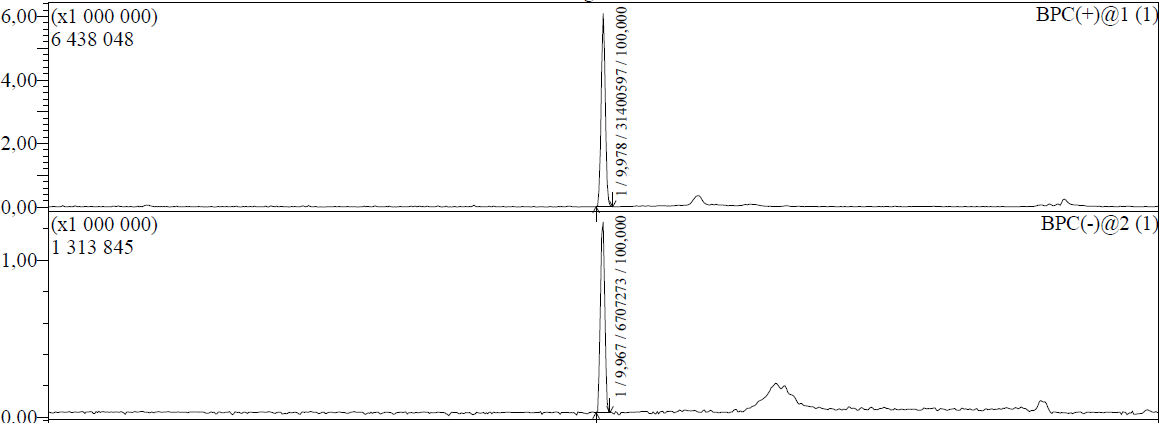 6,00
(x1 000 000)
BPC(+)@1 (1)
6 438 048
4,00
2,00
0,00
1 / 9,978 / 31400597 / 100,000
(x1 000 000)
BPC(-)@2 (1)
1 313 845
1,00
0,00
1 / 9,967 / 6707273 / 100,000